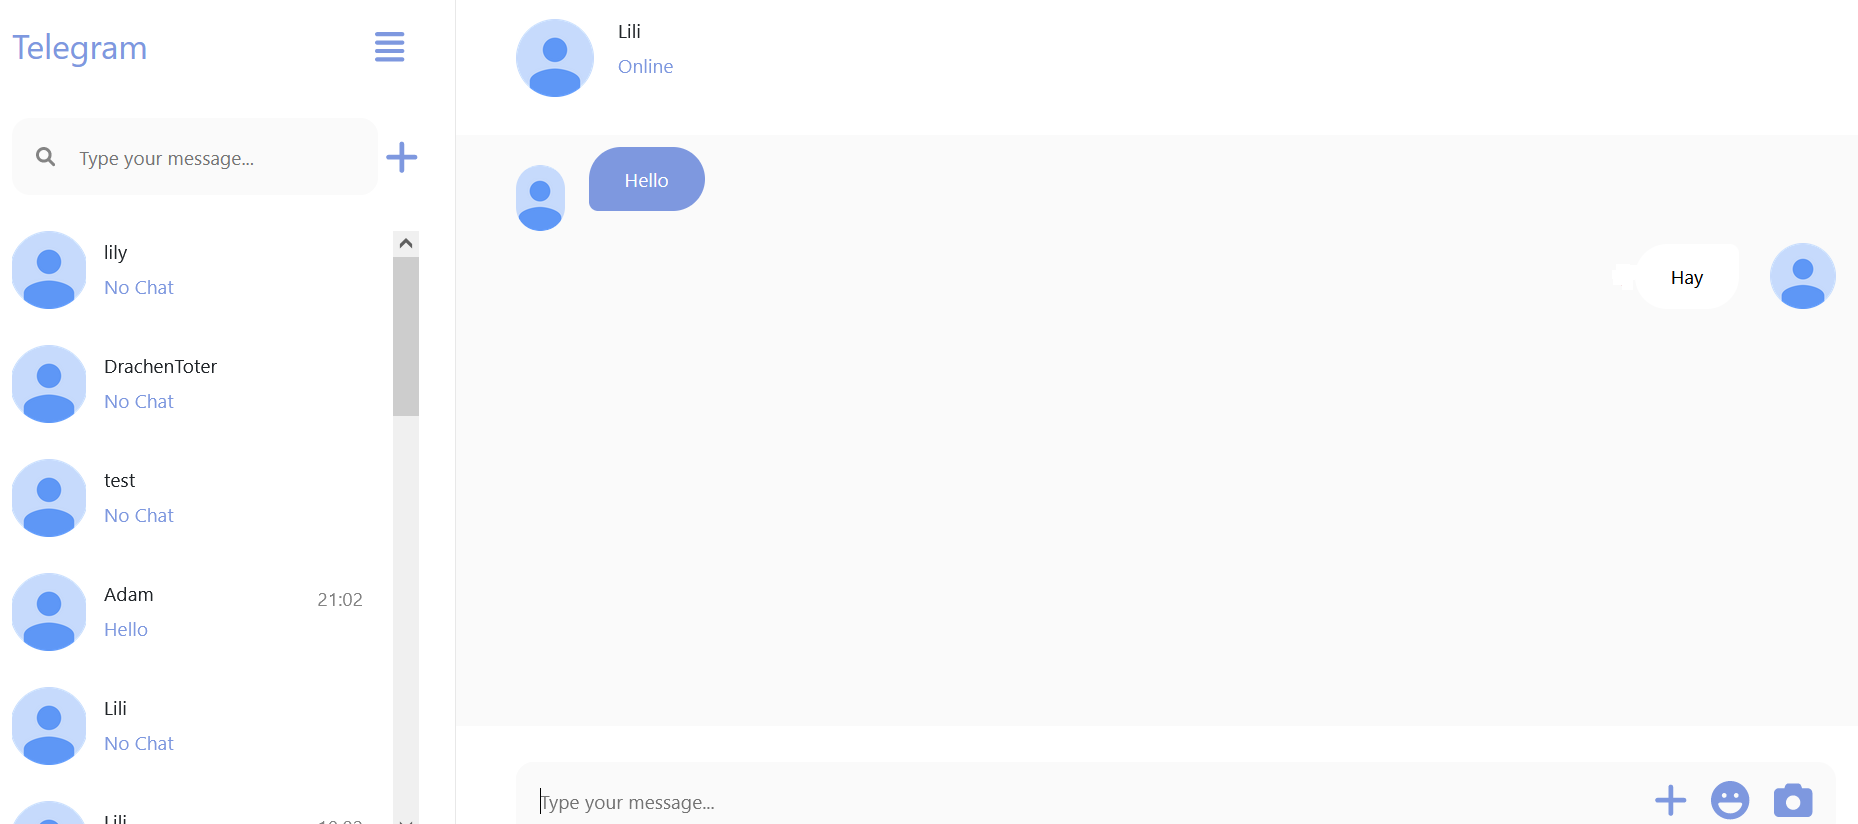 Telegram
Type your message...
lily
No Chat
DrachenToter
No Chat
test
No Chat
Adam
21:02
Hello
Lili
No Chat
Lili
Lili
Online
Hello
Hay
Type your message...